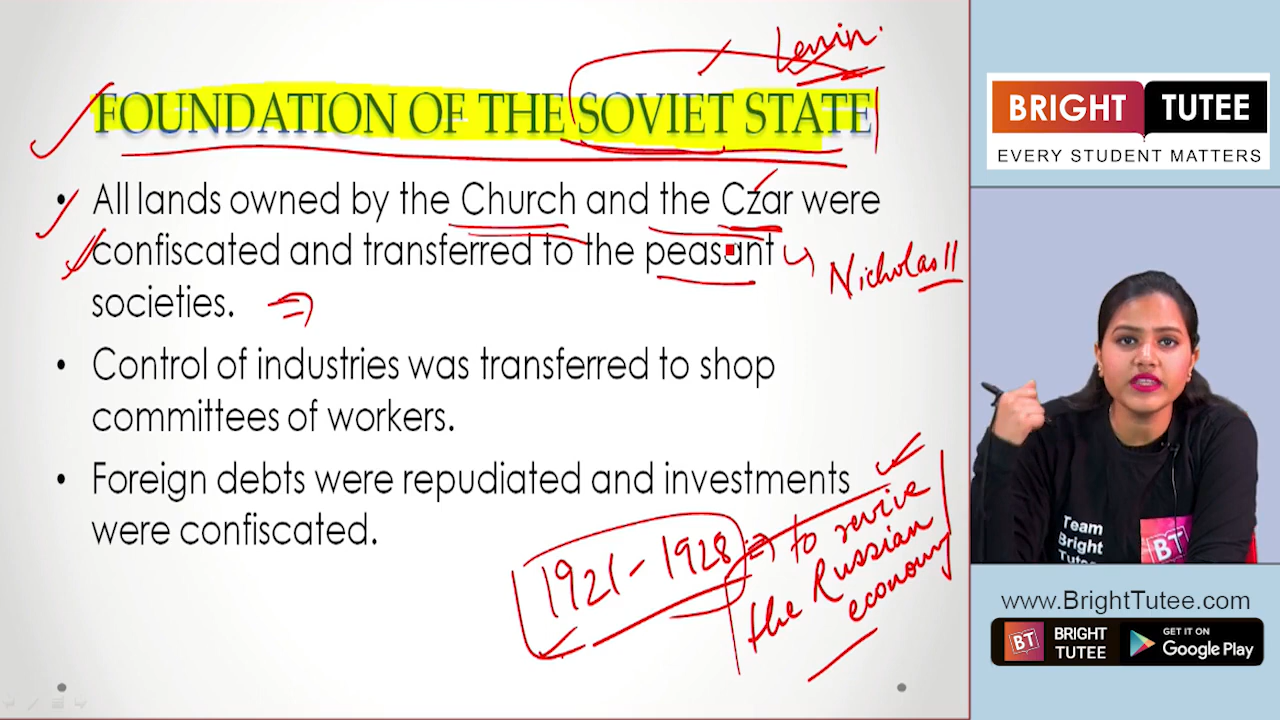 Lenin.
FOUNDATION OF THE SOVIET STATE
• All lands owned by the Church and the Czar were
confiscated and transferred to the peasant
societies.
Nicholas II
• Control of industries was transferred to shop
committees of workers.
• Foreign debts were repudiated and investments
were confiscated.
1921-1928 => to revive
the Russian
economy
BRIGHT TUTEE
EVERY STUDENT MATTERS
Team
Bright
Tutee
BT
www.BrightTutee.com
BT
BRIGHT
TUTEE
GET IT ON
Google Play